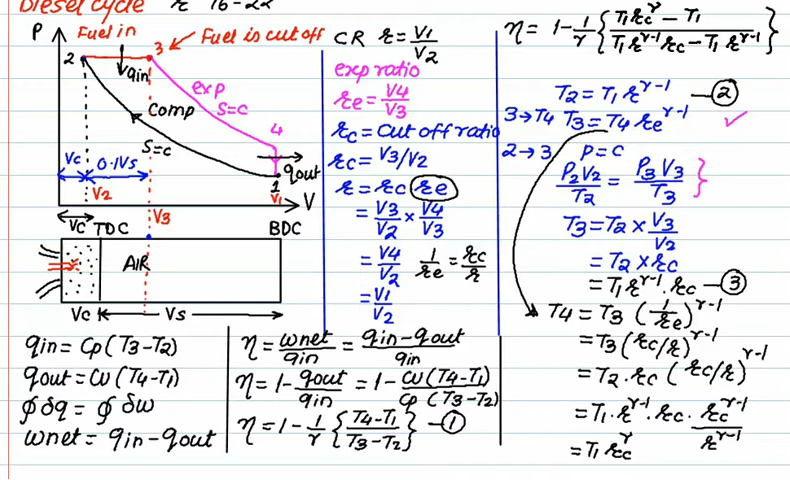 Diesel cycle r 16-22
P Fuel in
3 Fuel is cut off
2 qin
exp
S=C
Comp
S=C
4
Vc 0.1Vs
qout
1
V2 V3 V1 V
Vc TDC BDC
AIR
Vc Vs
CR r = V1/V2
exp ratio
re = V4/V3
rc = cut off ratio
rc = V3/V2
r = rc re
= V3/V2 × V4/V3
= V4/V2 1/re = rc/r
= V1/V2
η = 1 - 1/γ {T1 rc^γ - T1 / T1 r^γ-1 rc - T1 r^γ-1}
T2 = T1 r^γ-1 — ②
3→T4 T3 = T4 re^γ-1 ✓
2→3 P=C
P2V2/T2 = P3V3/T3 }
T3 = T2 × V3/V2
= T2 × rc
= T1 r^γ-1 . rc — ③
T4 = T3 (1/re)^γ-1
= T3 (rc/r)^γ-1
= T2 . rc (rc/r)^γ-1
= T1 . r^γ-1 . rc . rc^γ-1 / r^γ-1
= T1 rc^γ
qin = Cp (T3-T2)
qout = Cv (T4-T1)
∮δq = ∮δw
wnet = qin - qout
η = wnet/qin = qin-qout/qin
η = 1 - qout/qin = 1 - Cv (T4-T1)/Cp (T3-T2)
η = 1 - 1/γ {T4-T1/T3-T2} — ①